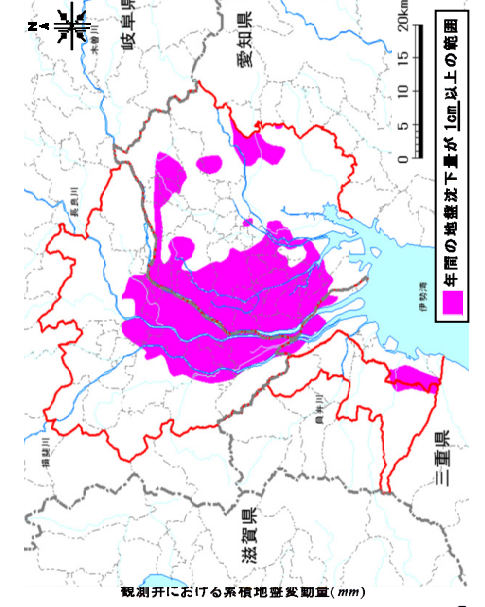 N
岐阜県
愛知県
木曽川
長良川
揖斐川
員弁川
伊勢湾
三重県
滋賀県
0 5 10 15 20km
年間の地盤沈下量が1cm以上の範囲
観測井における累積地盤変動量(mm)